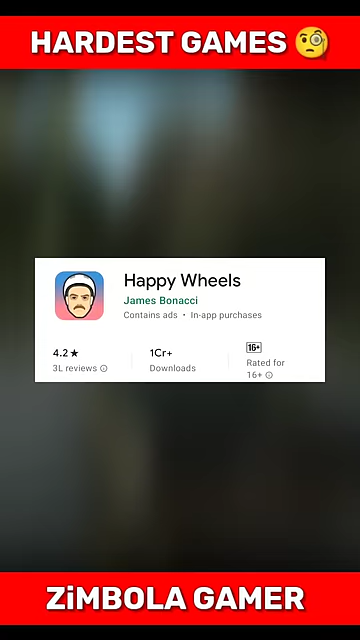 HARDEST GAMES 🧐
Happy Wheels
James Bonacci
Contains ads • In-app purchases
4.2★
3L reviews
1Cr+
Downloads
16+
Rated for
16+
ZiMBOLA GAMER